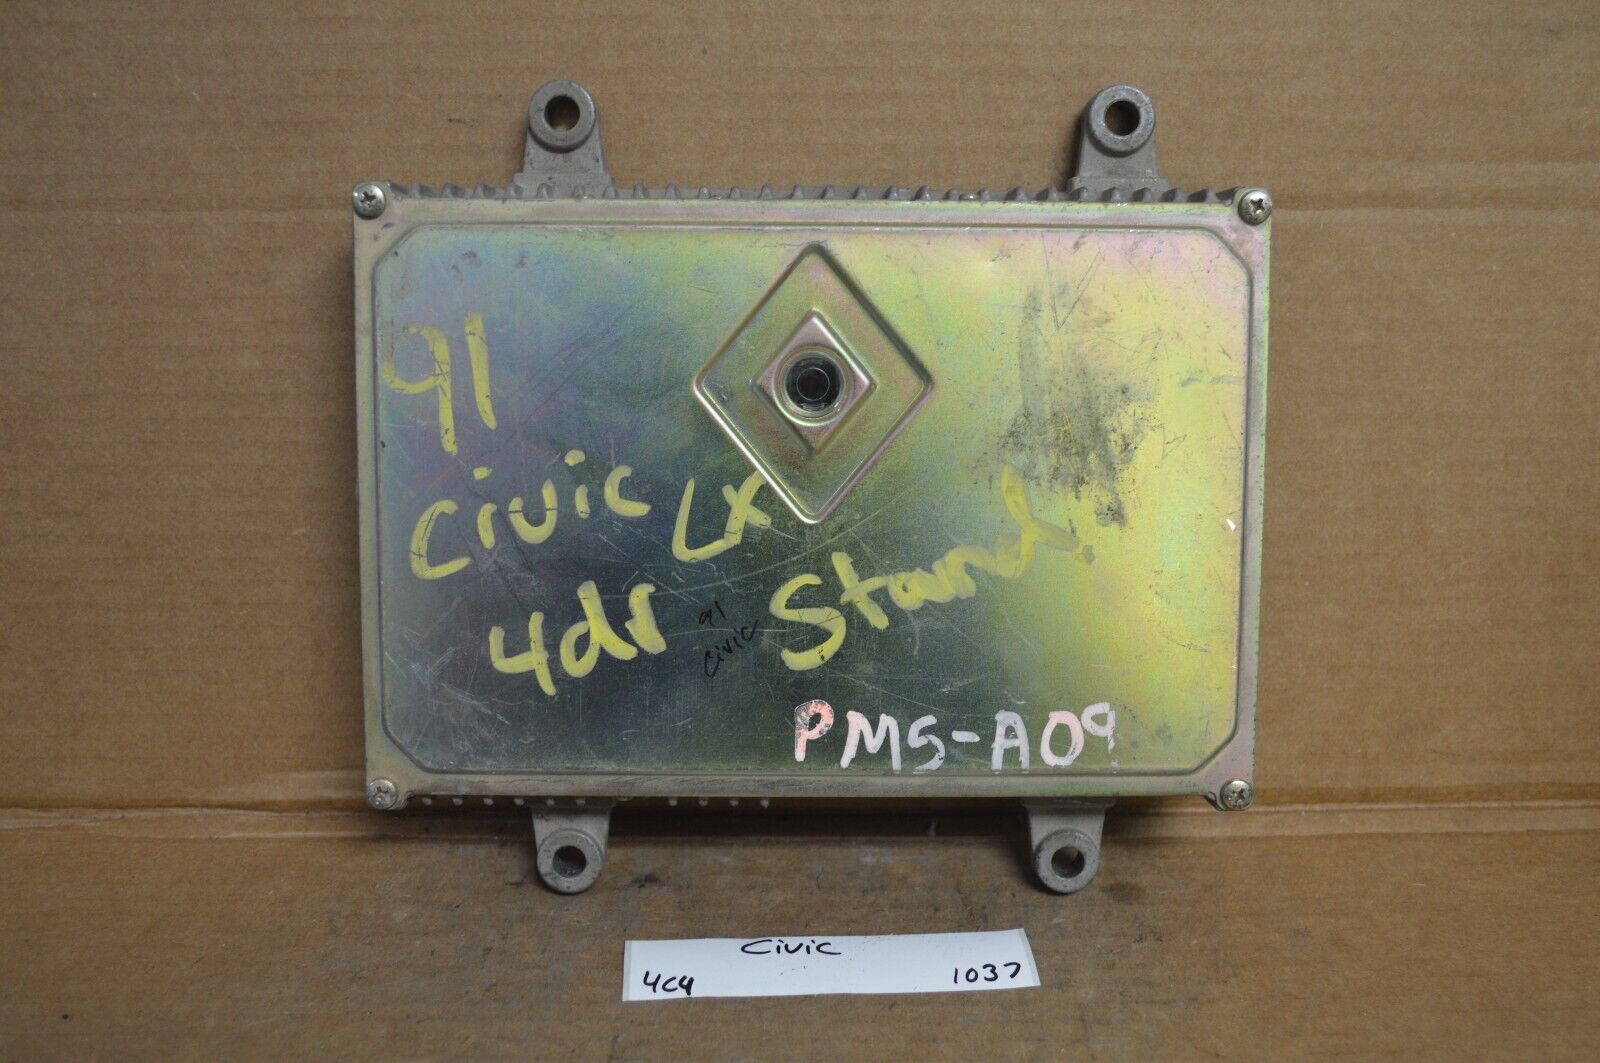 91
Civic LX
4dr Stand.
91
Civic
PM5-A09
Civic
4C4 1037